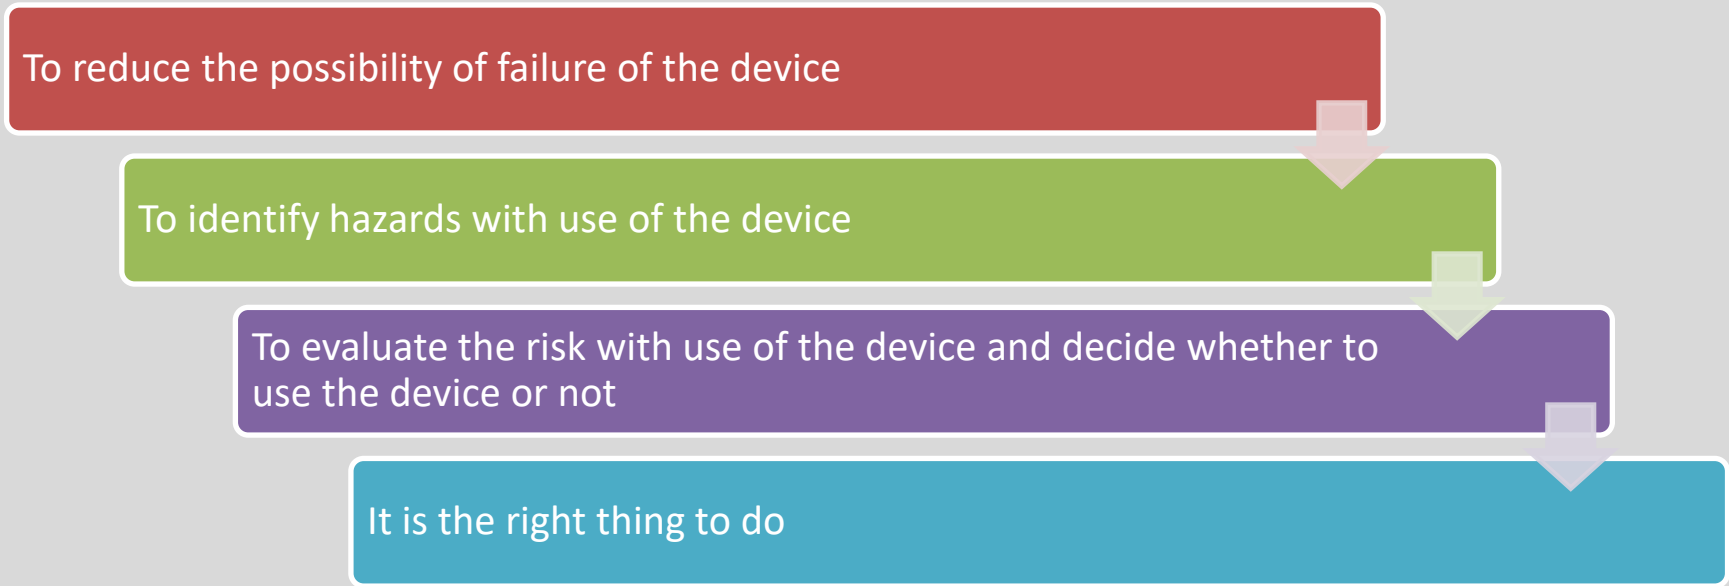 To reduce the possibility of failure of the device
To identify hazards with use of the device
To evaluate the risk with use of the device and decide whether to
use the device or not
It is the right thing to do